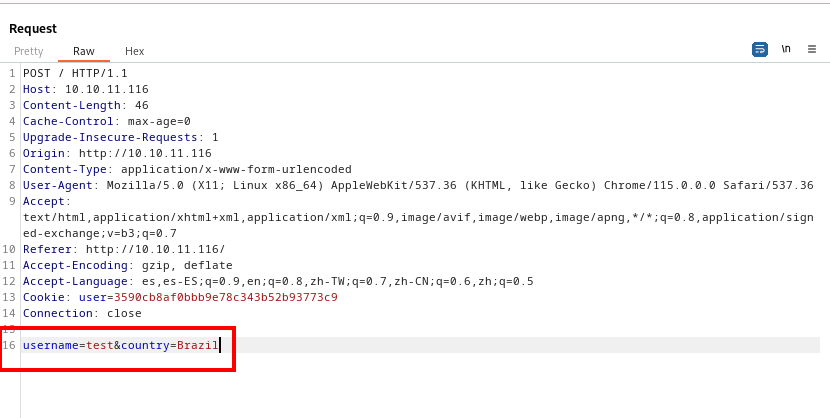 Request
Pretty Raw Hex
\n
1 POST / HTTP/1.1
2 Host: 10.10.11.116
3 Content-Length: 46
4 Cache-Control: max-age=0
5 Upgrade-Insecure-Requests: 1
6 Origin: http://10.10.11.116
7 Content-Type: application/x-www-form-urlencoded
8 User-Agent: Mozilla/5.0 (X11; Linux x86_64) AppleWebKit/537.36 (KHTML, like Gecko) Chrome/115.0.0.0 Safari/537.36
9 Accept:
text/html,application/xhtml+xml,application/xml;q=0.9,image/avif,image/webp,image/apng,*/*;q=0.8,application/sign
ed-exchange;v=b3;q=0.7
10 Referer: http://10.10.11.116/
11 Accept-Encoding: gzip, deflate
12 Accept-Language: es,es-ES;q=0.9,en;q=0.8,zh-TW;q=0.7,zh-CN;q=0.6,zh;q=0.5
13 Cookie: user=3590cb8af0bbb9e78c343b52b93773c9
14 Connection: close
15
16 username=test&country=Brazil